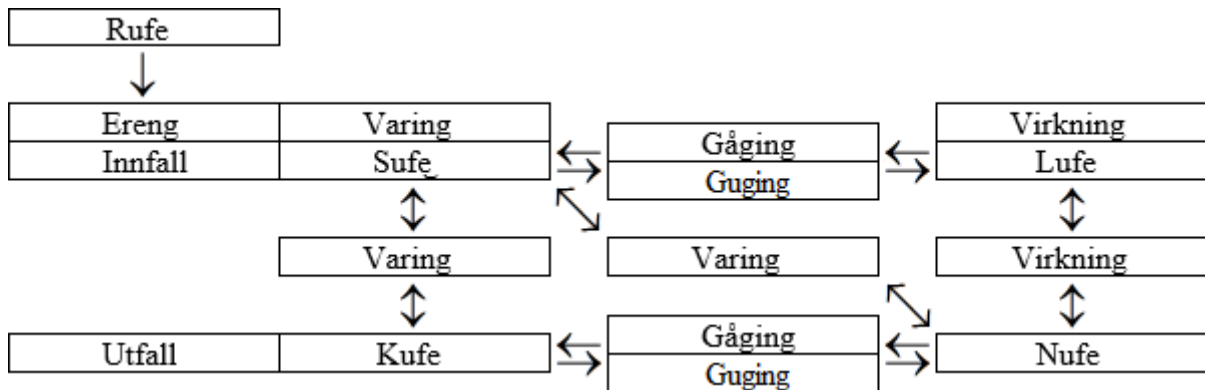 Rufe
Ereng Varing
Virkning
Gåging
Innfall Sufe
Lufe
Guging
Varing Varing Virkning
Gåging
Utfall Kufe
Nufe
Guging